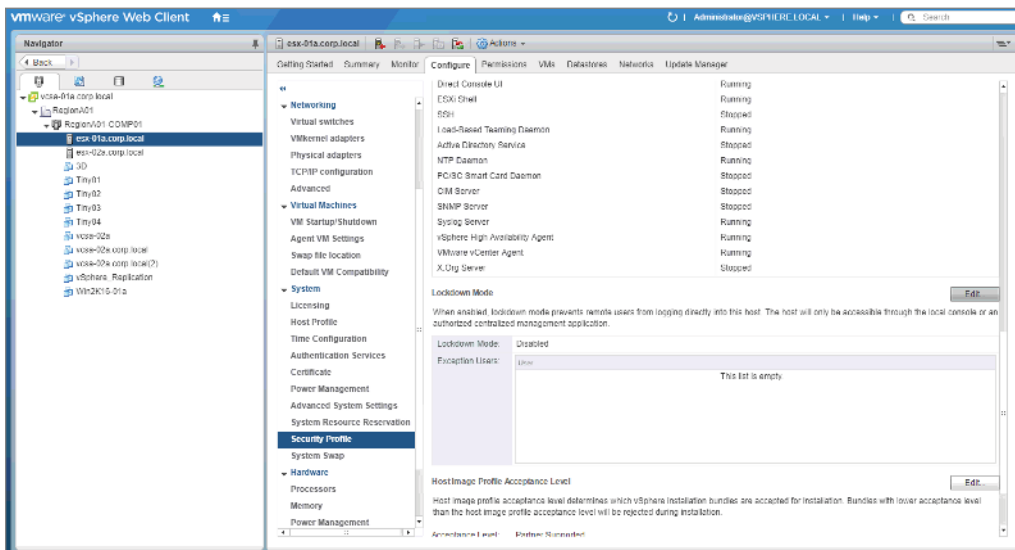 vmware® vSphere Web Client
Administrator@VSPHERE.LOCAL
Help
Search
Navigator
Back
vcsa-01a.corp.local
RegionA01
RegionA01-COMP01
esx-01a.corp.local
esx-02a.corp.local
3D
Tiny01
Tiny02
Tiny03
Tiny04
vcsa-02a
vcsa-02a.corp.local
vcsa-02a.corp.local(2)
vSphere_Replication
Win2K16-01a
esx-01a.corp.local
Actions
Getting Started Summary Monitor Configure Permissions VMs Datastores Networks Update Manager
Networking
Virtual switches
VMkernel adapters
Physical adapters
TCP/IP configuration
Advanced
Virtual Machines
VM Startup/Shutdown
Agent VM Settings
Swap file location
Default VM Compatibility
System
Licensing
Host Profile
Time Configuration
Authentication Services
Certificate
Power Management
Advanced System Settings
System Resource Reservation
Security Profile
System Swap
Hardware
Processors
Memory
Power Management
Direct Console UI Running
ESXi Shell Running
SSH Stopped
Load-Based Teaming Daemon Running
Active Directory Service Stopped
NTP Daemon Running
PC/SC Smart Card Daemon Stopped
CIM Server Stopped
SNMP Server Stopped
Syslog Server Running
vSphere High Availability Agent Running
VMware vCenter Agent Running
X.Org Server Stopped
Lockdown Mode
Edit...
When enabled, lockdown mode prevents remote users from logging directly into this host. The host will only be accessible through the local console or an
authorized centralized management application.
Lockdown Mode: Disabled
Exception Users:
User
This list is empty.
Host Image Profile Acceptance Level
Edit...
Host image profile acceptance level determines which vSphere installation bundles are accepted for installation. Bundles with lower acceptance level
than the host image profile acceptance level will be rejected during installation.
Acceptance Level: Partner Supported